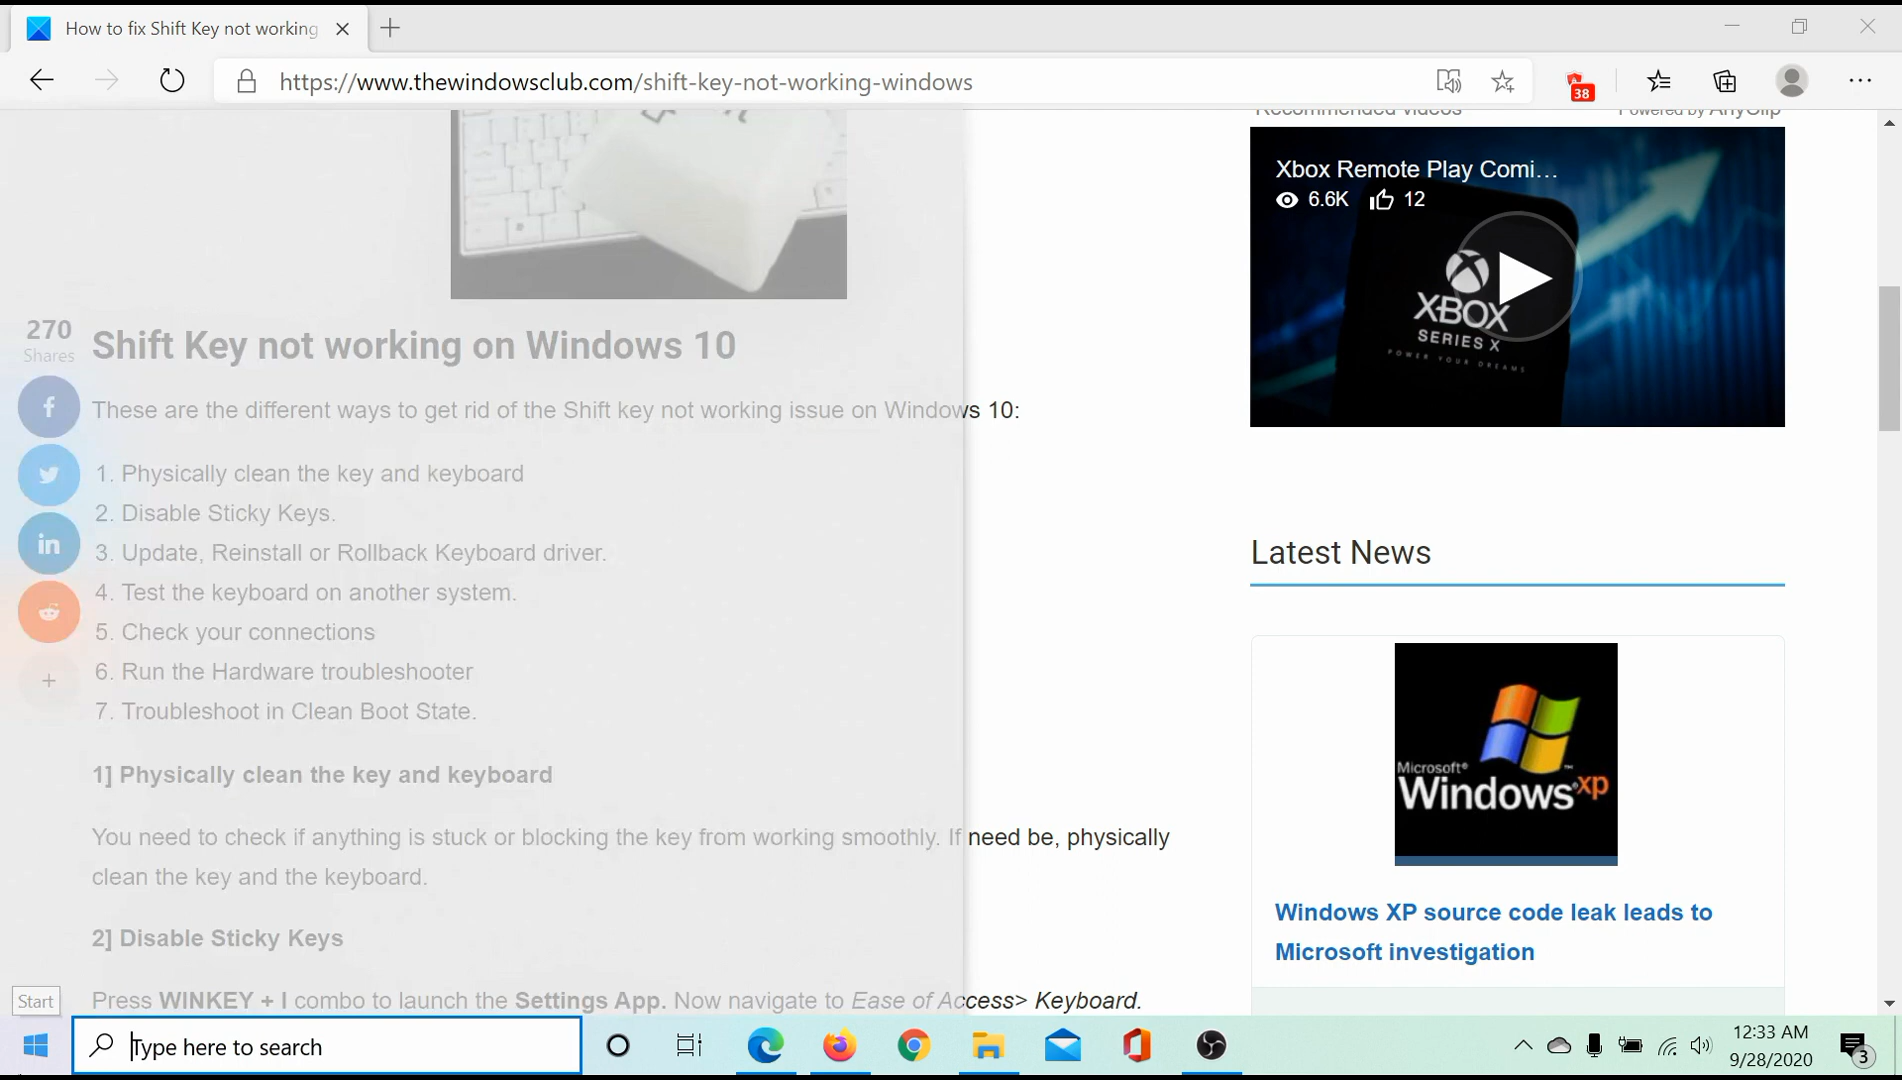 How to fix Shift Key not working
https://www.thewindowsclub.com/shift-key-not-working-windows
38
Recommended videos
Powered by AnyClip
Xbox Remote Play Comi...
6.6K 12
XBOX
SERIES X
POWER YOUR DREAMS
270
Shares
Shift Key not working on Windows 10
These are the different ways to get rid of the Shift key not working issue on Windows 10:
1. Physically clean the key and keyboard
2. Disable Sticky Keys.
3. Update, Reinstall or Rollback Keyboard driver.
4. Test the keyboard on another system.
5. Check your connections
6. Run the Hardware troubleshooter
7. Troubleshoot in Clean Boot State.
1] Physically clean the key and keyboard
You need to check if anything is stuck or blocking the key from working smoothly. If need be, physically
clean the key and the keyboard.
2] Disable Sticky Keys
Press WINKEY + I combo to launch the Settings App. Now navigate to Ease of Access> Keyboard.
Latest News
Microsoft®
Windows® xp
Windows XP source code leak leads to
Microsoft investigation
Start
Type here to search
12:33 AM
9/28/2020
3